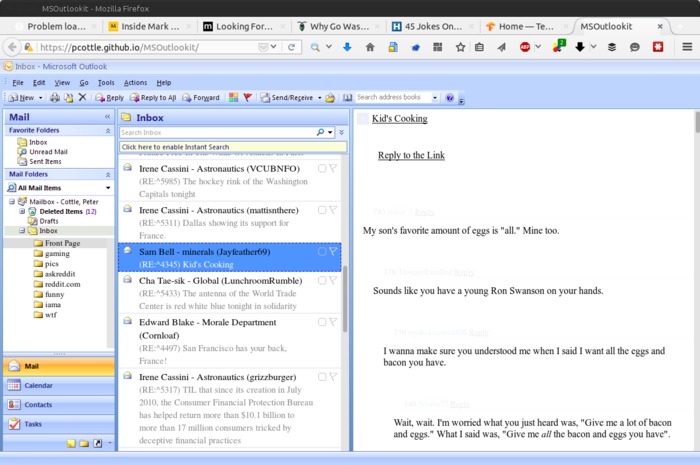 MSOutlookit - Mozilla Firefox
Problem loa...
Inside Mark ...
Looking For...
Why Go Was...
45 Jokes On...
Home — Te...
MSOutlookit
https://pcottle.github.io/MSOutlookit/
Inbox - Microsoft Outlook
File Edit View Go Tools Actions Help
New Reply Reply to All Forward Send/Receive Search address books
Mail
Favorite Folders
Inbox
Unread Mail
Sent Items
Mail Folders
All Mail Items
Mailbox - Cottle, Peter
Deleted Items (12)
Drafts
Inbox
Front Page
gaming
pics
askreddit
reddit.com
funny
iama
wtf
Mail
Calendar
Contacts
Tasks
Inbox
Search Inbox
Click here to enable Instant Search
Irene Cassini - Astronautics (VCUBNFO)
(RE:^5985) The hockey rink of the Washington
Capitals tonight
Irene Cassini - Astronautics (mattisnthere)
(RE:^5311) Dallas showing its support for
France.
Sam Bell - minerals (Jayfeather69)
(RE:^4345) Kid's Cooking
Cha Tae-sik - Global (LunchroomRumble)
(RE:^5433) The antenna of the World Trade
Center is red white blue tonight in solidarity
Edward Blake - Morale Department
(Cornloaf)
(RE:^4497) San Francisco has your back,
France!
Irene Cassini - Astronautics (grizzburger)
(RE:^5317) TIL that since its creation in July
2010, the Consumer Financial Protection Bureau
has helped return more than $10.1 billion to
more than 17 million consumers tricked by
deceptive financial practices
Kid's Cooking
Reply to the Link
Reply
My son's favorite amount of eggs is "all." Mine too.
Reply
Sounds like you have a young Ron Swanson on your hands.
Reply
I wanna make sure you understood me when I said I want all the eggs and
bacon you have.
Reply
Wait, wait. I'm worried what you just heard was, "Give me a lot of bacon
and eggs." What I said was, "Give me all the bacon and eggs you have".